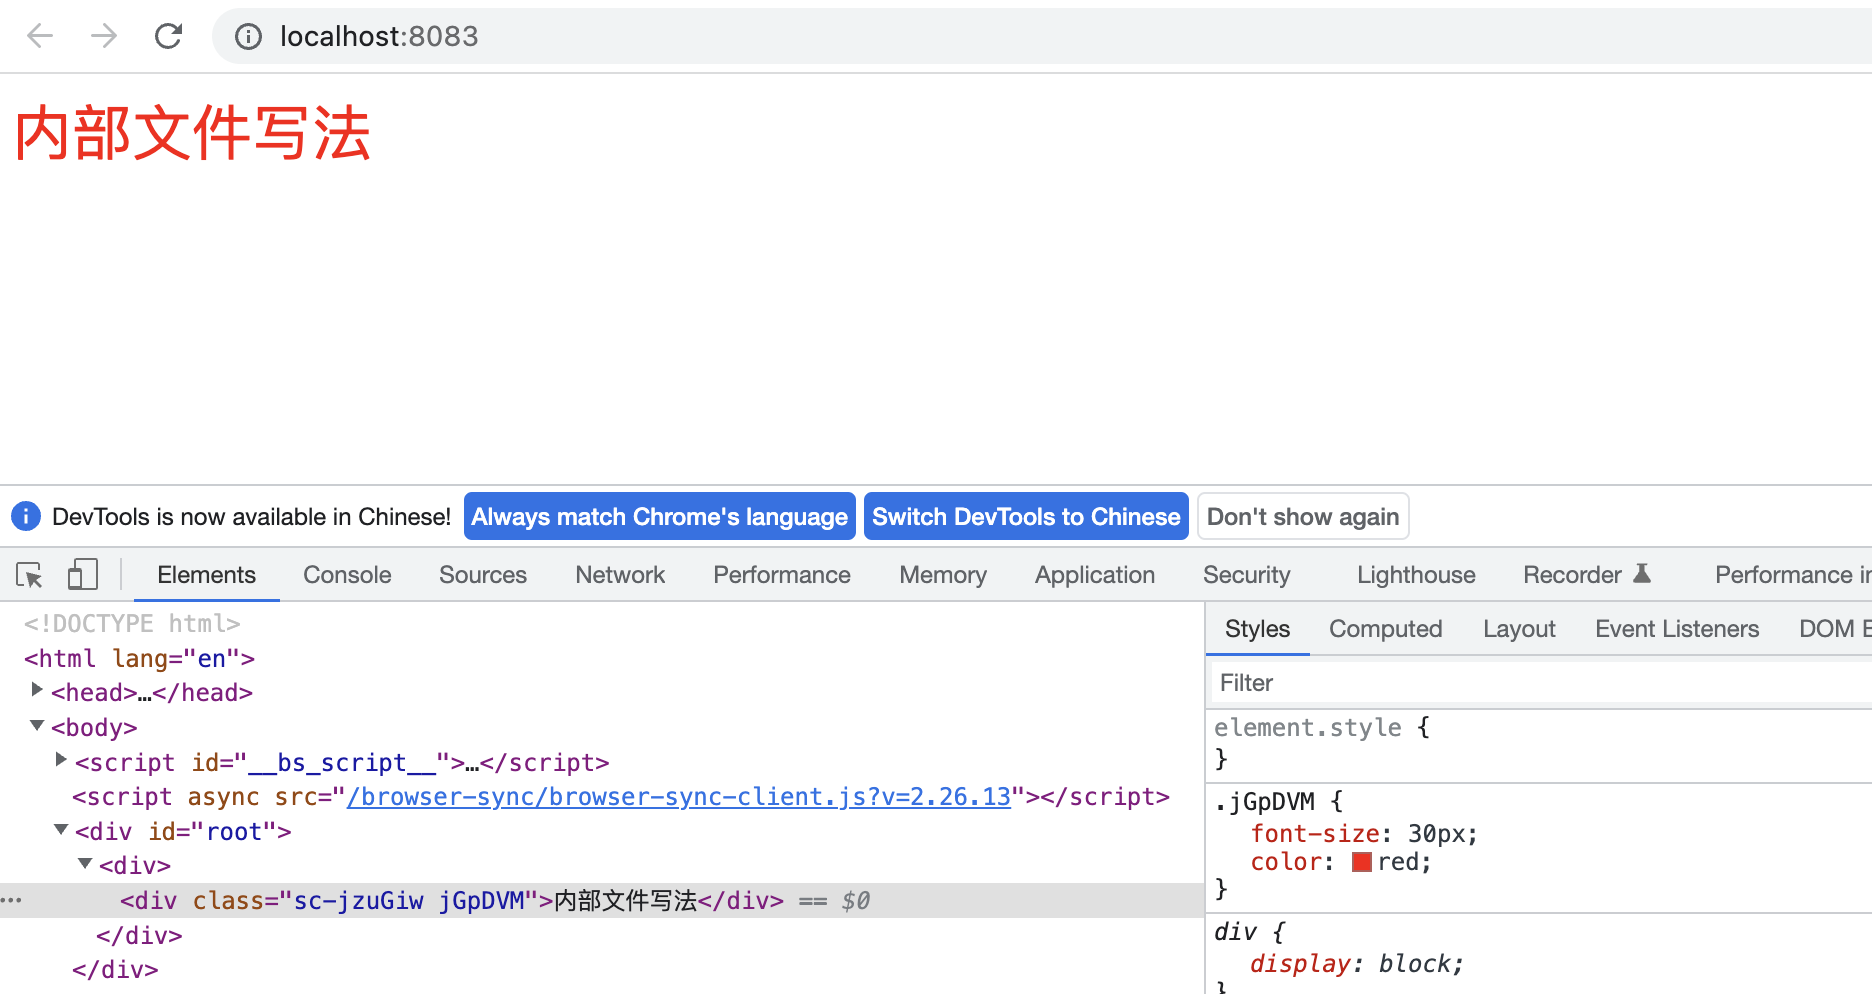 localhost:8083
内部文件写法
DevTools is now available in Chinese! Always match Chrome's language Switch DevTools to Chinese Don't show again
Elements Console Sources Network Performance Memory Application Security Lighthouse Recorder Performance in
<!DOCTYPE html>
<html lang="en">
<head>…</head>
<body>
<script id="__bs_script__">…</script>
<script async src="/browser-sync/browser-sync-client.js?v=2.26.13"></script>
<div id="root">
<div>
<div class="sc-jzuGiw jGpDVM">内部文件写法</div> == $0
</div>
</div>
Styles Computed Layout Event Listeners DOM
Filter
element.style {
}
.jGpDVM {
font-size: 30px;
color: red;
}
div {
display: block;
}